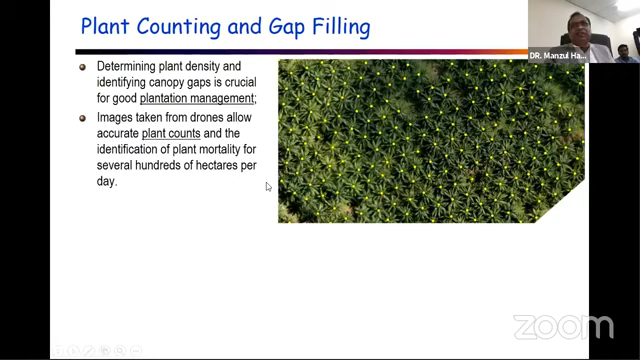 Plant Counting and Gap Filling
Determining plant density and
identifying canopy gaps is crucial
for good plantation management;
Images taken from drones allow
accurate plant counts and the
identification of plant mortality for
several hundreds of hectares per
day.
DR. Manzul Ha...
zoom